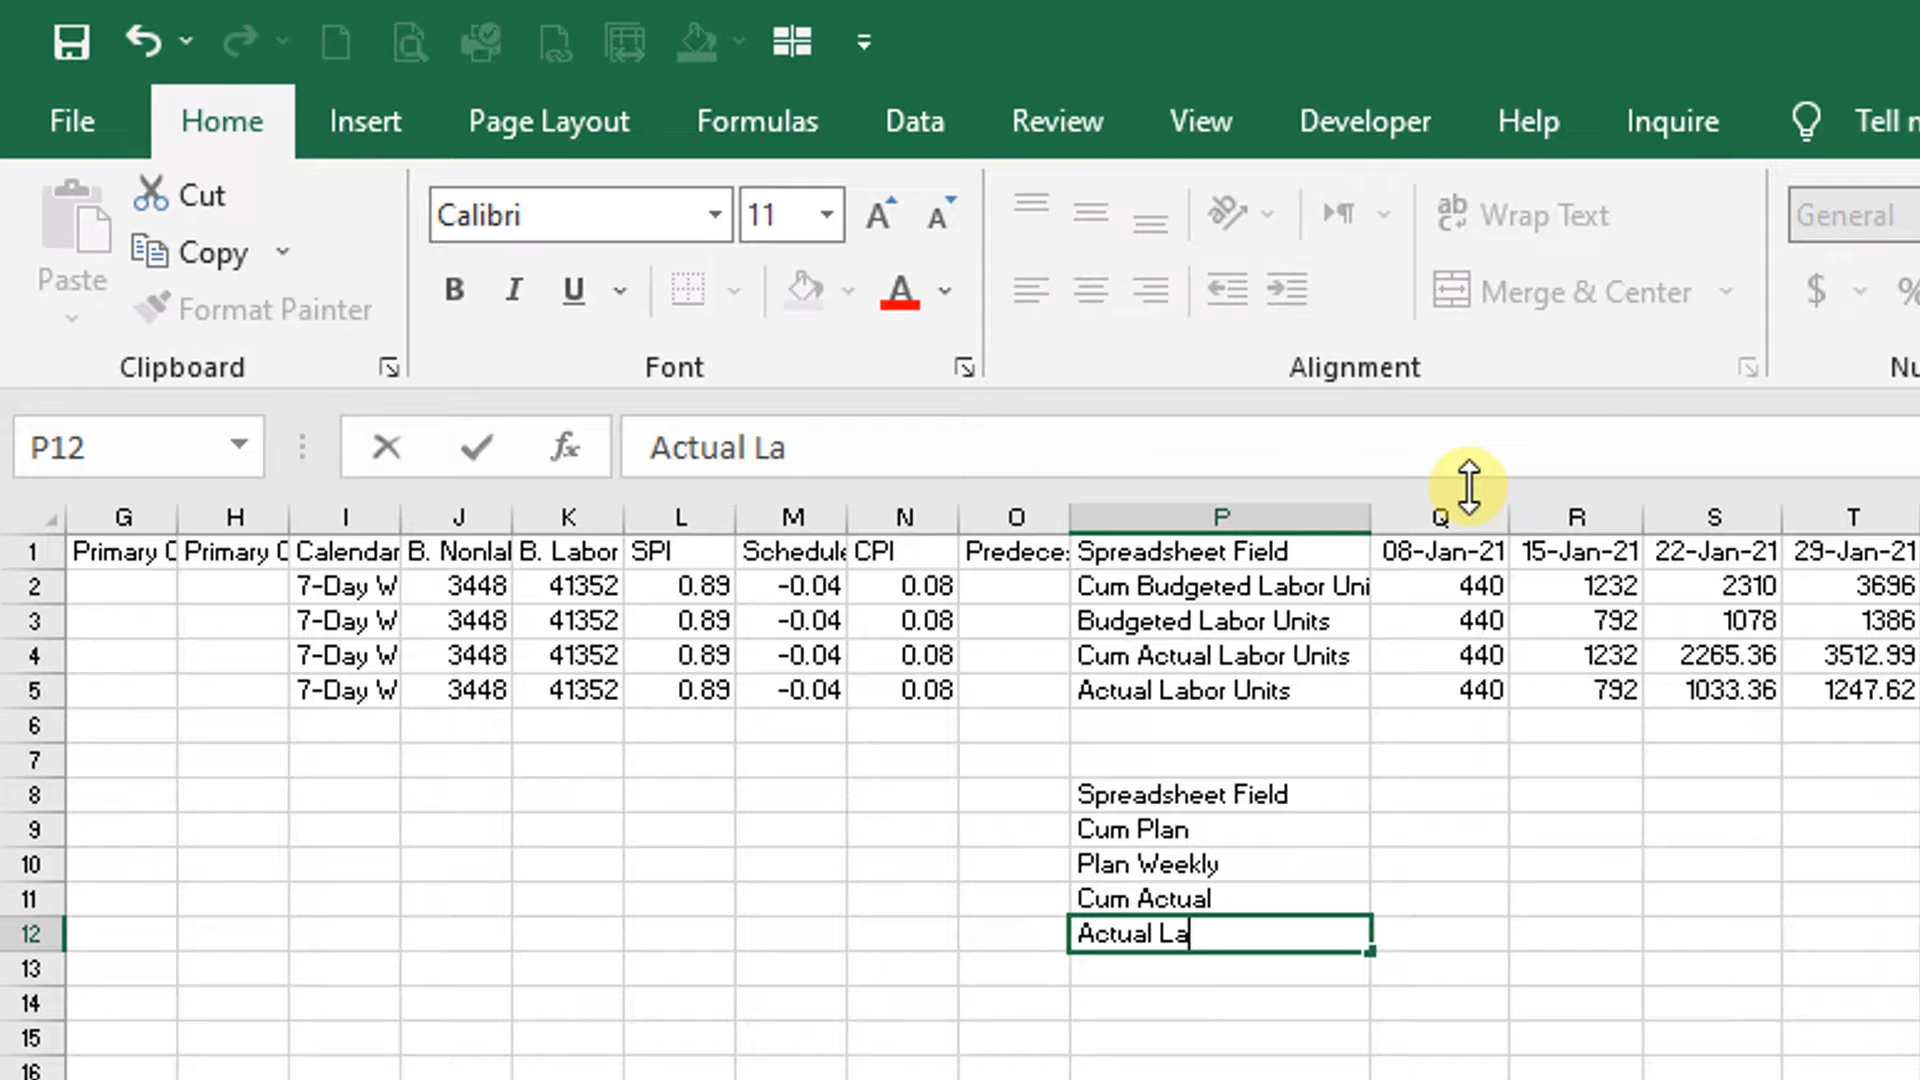 File Home Insert Page Layout Formulas Data Review View Developer Help Inquire Tell
Cut
Copy
Paste
Format Painter
Clipboard
Calibri 11 A A
B I U A
Font
ab Wrap Text
Merge & Center
Alignment
General
$ %
P12 fx Actual La
G H I J K L M N O P Q R S T
1 Primary C Primary C Calendar B. Nonlal B. Labor SPI Schedule CPI Predece: Spreadsheet Field 08-Jan-21 15-Jan-21 22-Jan-21 29-Jan-21
2 7-Day W 3448 41352 0.89 -0.04 0.08 Cum Budgeted Labor Uni 440 1232 2310 3696
3 7-Day W 3448 41352 0.89 -0.04 0.08 Budgeted Labor Units 440 792 1078 1386
4 7-Day W 3448 41352 0.89 -0.04 0.08 Cum Actual Labor Units 440 1232 2265.36 3512.99
5 7-Day W 3448 41352 0.89 -0.04 0.08 Actual Labor Units 440 792 1033.36 1247.62
6
7
8 Spreadsheet Field
9 Cum Plan
10 Plan Weekly
11 Cum Actual
12 Actual La
13
14
15
16